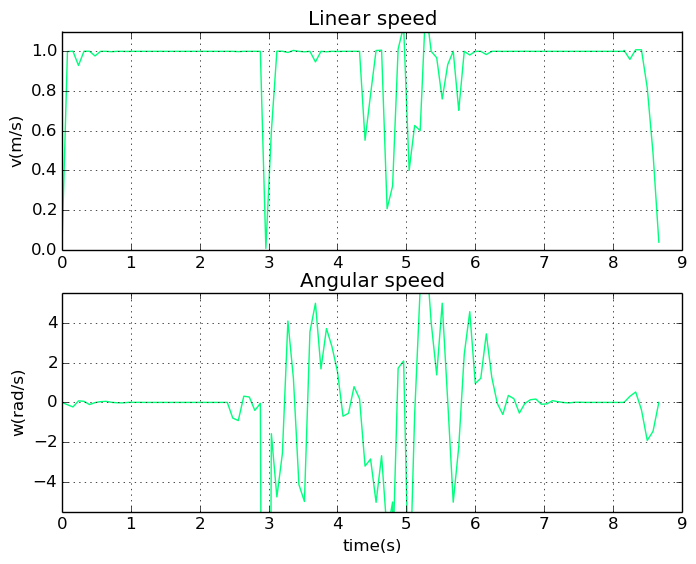 Linear speed
v(m/s)
1.0
0.8
0.6
0.4
0.2
0.0
0 1 2 3 4 5 6 7 8 9
Angular speed
w(rad/s)
4
2
0
−2
−4
0 1 2 3 4 5 6 7 8 9
time(s)